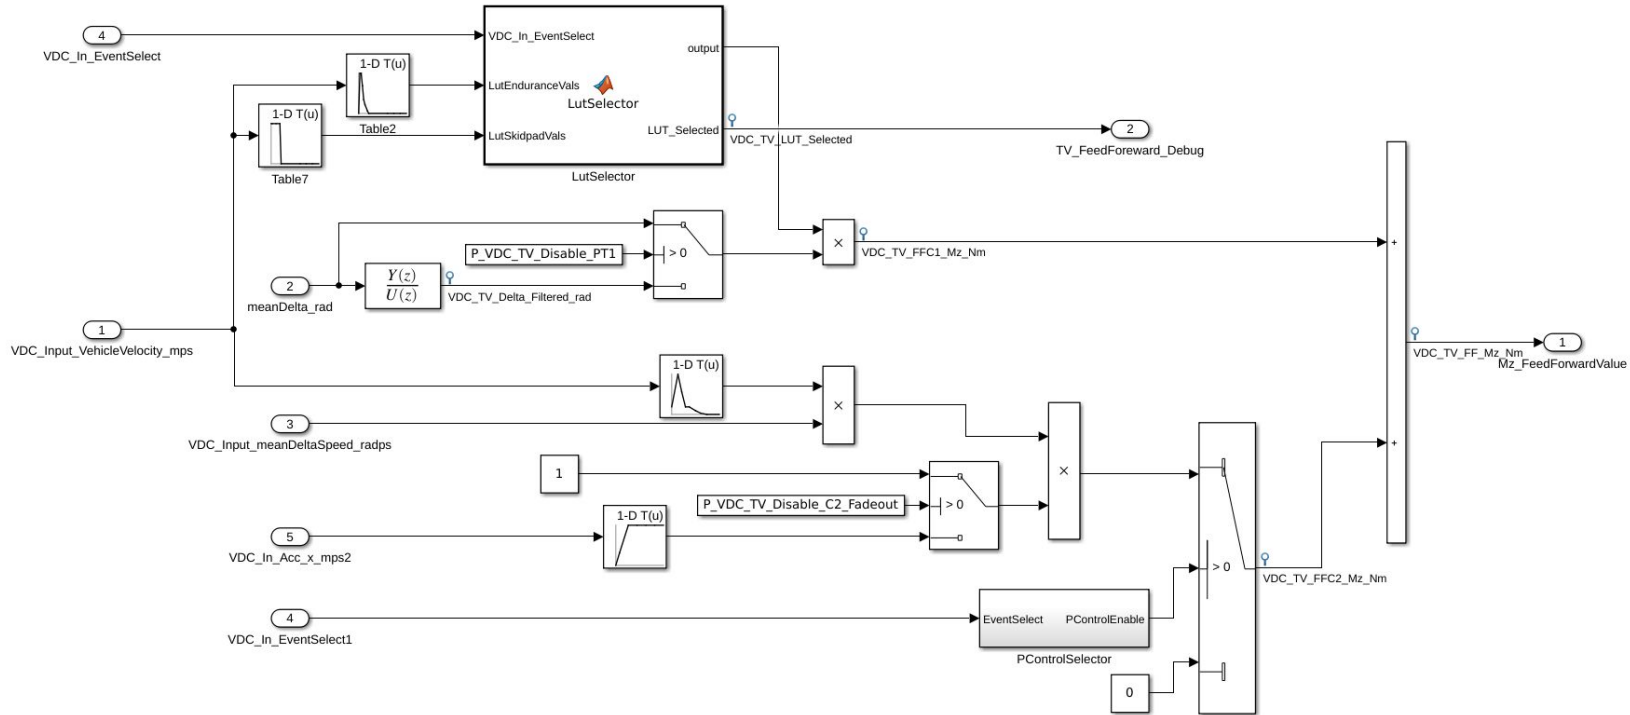 4
VDC_In_EventSelect
1-D T(u)
Table2
1-D T(u)
Table7
VDC_In_EventSelect
LutEnduranceVals
LutSkidpadVals
LutSelector
output
LUT_Selected
LutSelector
VDC_TV_LUT_Selected
2
TV_FeedForeward_Debug
2
meanDelta_rad
Y(z)
U(z)
VDC_TV_Delta_Filtered_rad
P_VDC_TV_Disable_PT1
> 0
×
VDC_TV_FFC1_Mz_Nm
1
VDC_Input_VehicleVelocity_mps
1-D T(u)
×
3
VDC_Input_meanDeltaSpeed_radps
1
P_VDC_TV_Disable_C2_Fadeout
> 0
×
5
VDC_In_Acc_x_mps2
1-D T(u)
4
VDC_In_EventSelect1
EventSelect
PControlEnable
PControlSelector
0
> 0
VDC_TV_FFC2_Mz_Nm
+
+
VDC_TV_FF_Mz_Nm
1
Mz_FeedForwardValue